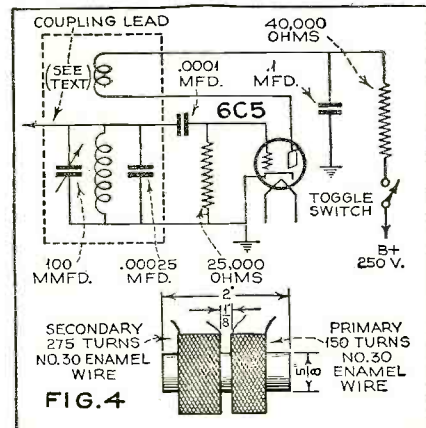 COUPLING LEAD
40,000
OHMS
(SEE
TEXT)
.0001
MFD.
.1
MFD.
6C5
TOGGLE
SWITCH
B+
250 V.
100
MMFD.
.00025
MFD.
25,000
OHMS
2"
1/8
SECONDARY
275 TURNS
NO.30 ENAMEL
WIRE
PRIMARY
150 TURNS
NO.30
ENAMEL
WIRE
5/8
FIG.4